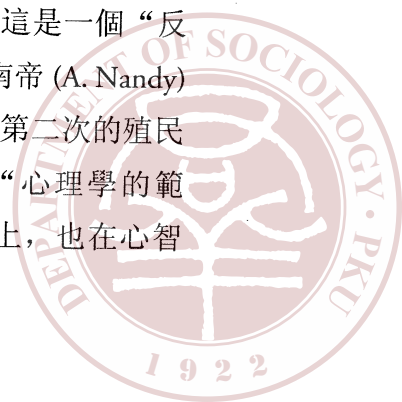 這是一個“反
南帝 (A. Nandy)
第二次的殖民
“心理學的範
上，也在心智
DEPARTMENT OF SOCIOLOGY · PKU
1922